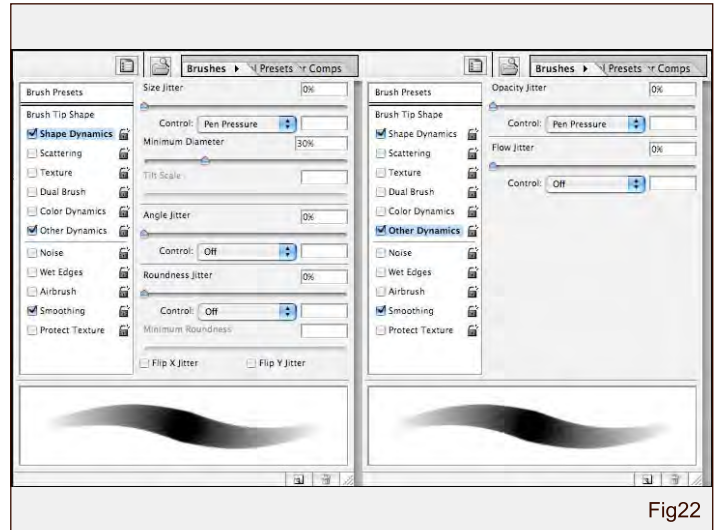 Brushes Presets r Comps
Brush Presets
Brush Tip Shape
Shape Dynamics
Scattering
Texture
Dual Brush
Color Dynamics
Other Dynamics
Noise
Wet Edges
Airbrush
Smoothing
Protect Texture
Size Jitter 0%
Control: Pen Pressure
Minimum Diameter 30%
Tilt Scale
Angle Jitter 0%
Control: Off
Roundness Jitter 0%
Control: Off
Minimum Roundness
Flip X Jitter Flip Y Jitter
Brushes Presets r Comps
Brush Presets
Brush Tip Shape
Shape Dynamics
Scattering
Texture
Dual Brush
Color Dynamics
Other Dynamics
Noise
Wet Edges
Airbrush
Smoothing
Protect Texture
Opacity Jitter 0%
Control: Pen Pressure
Flow Jitter 0%
Control: Off
Fig22